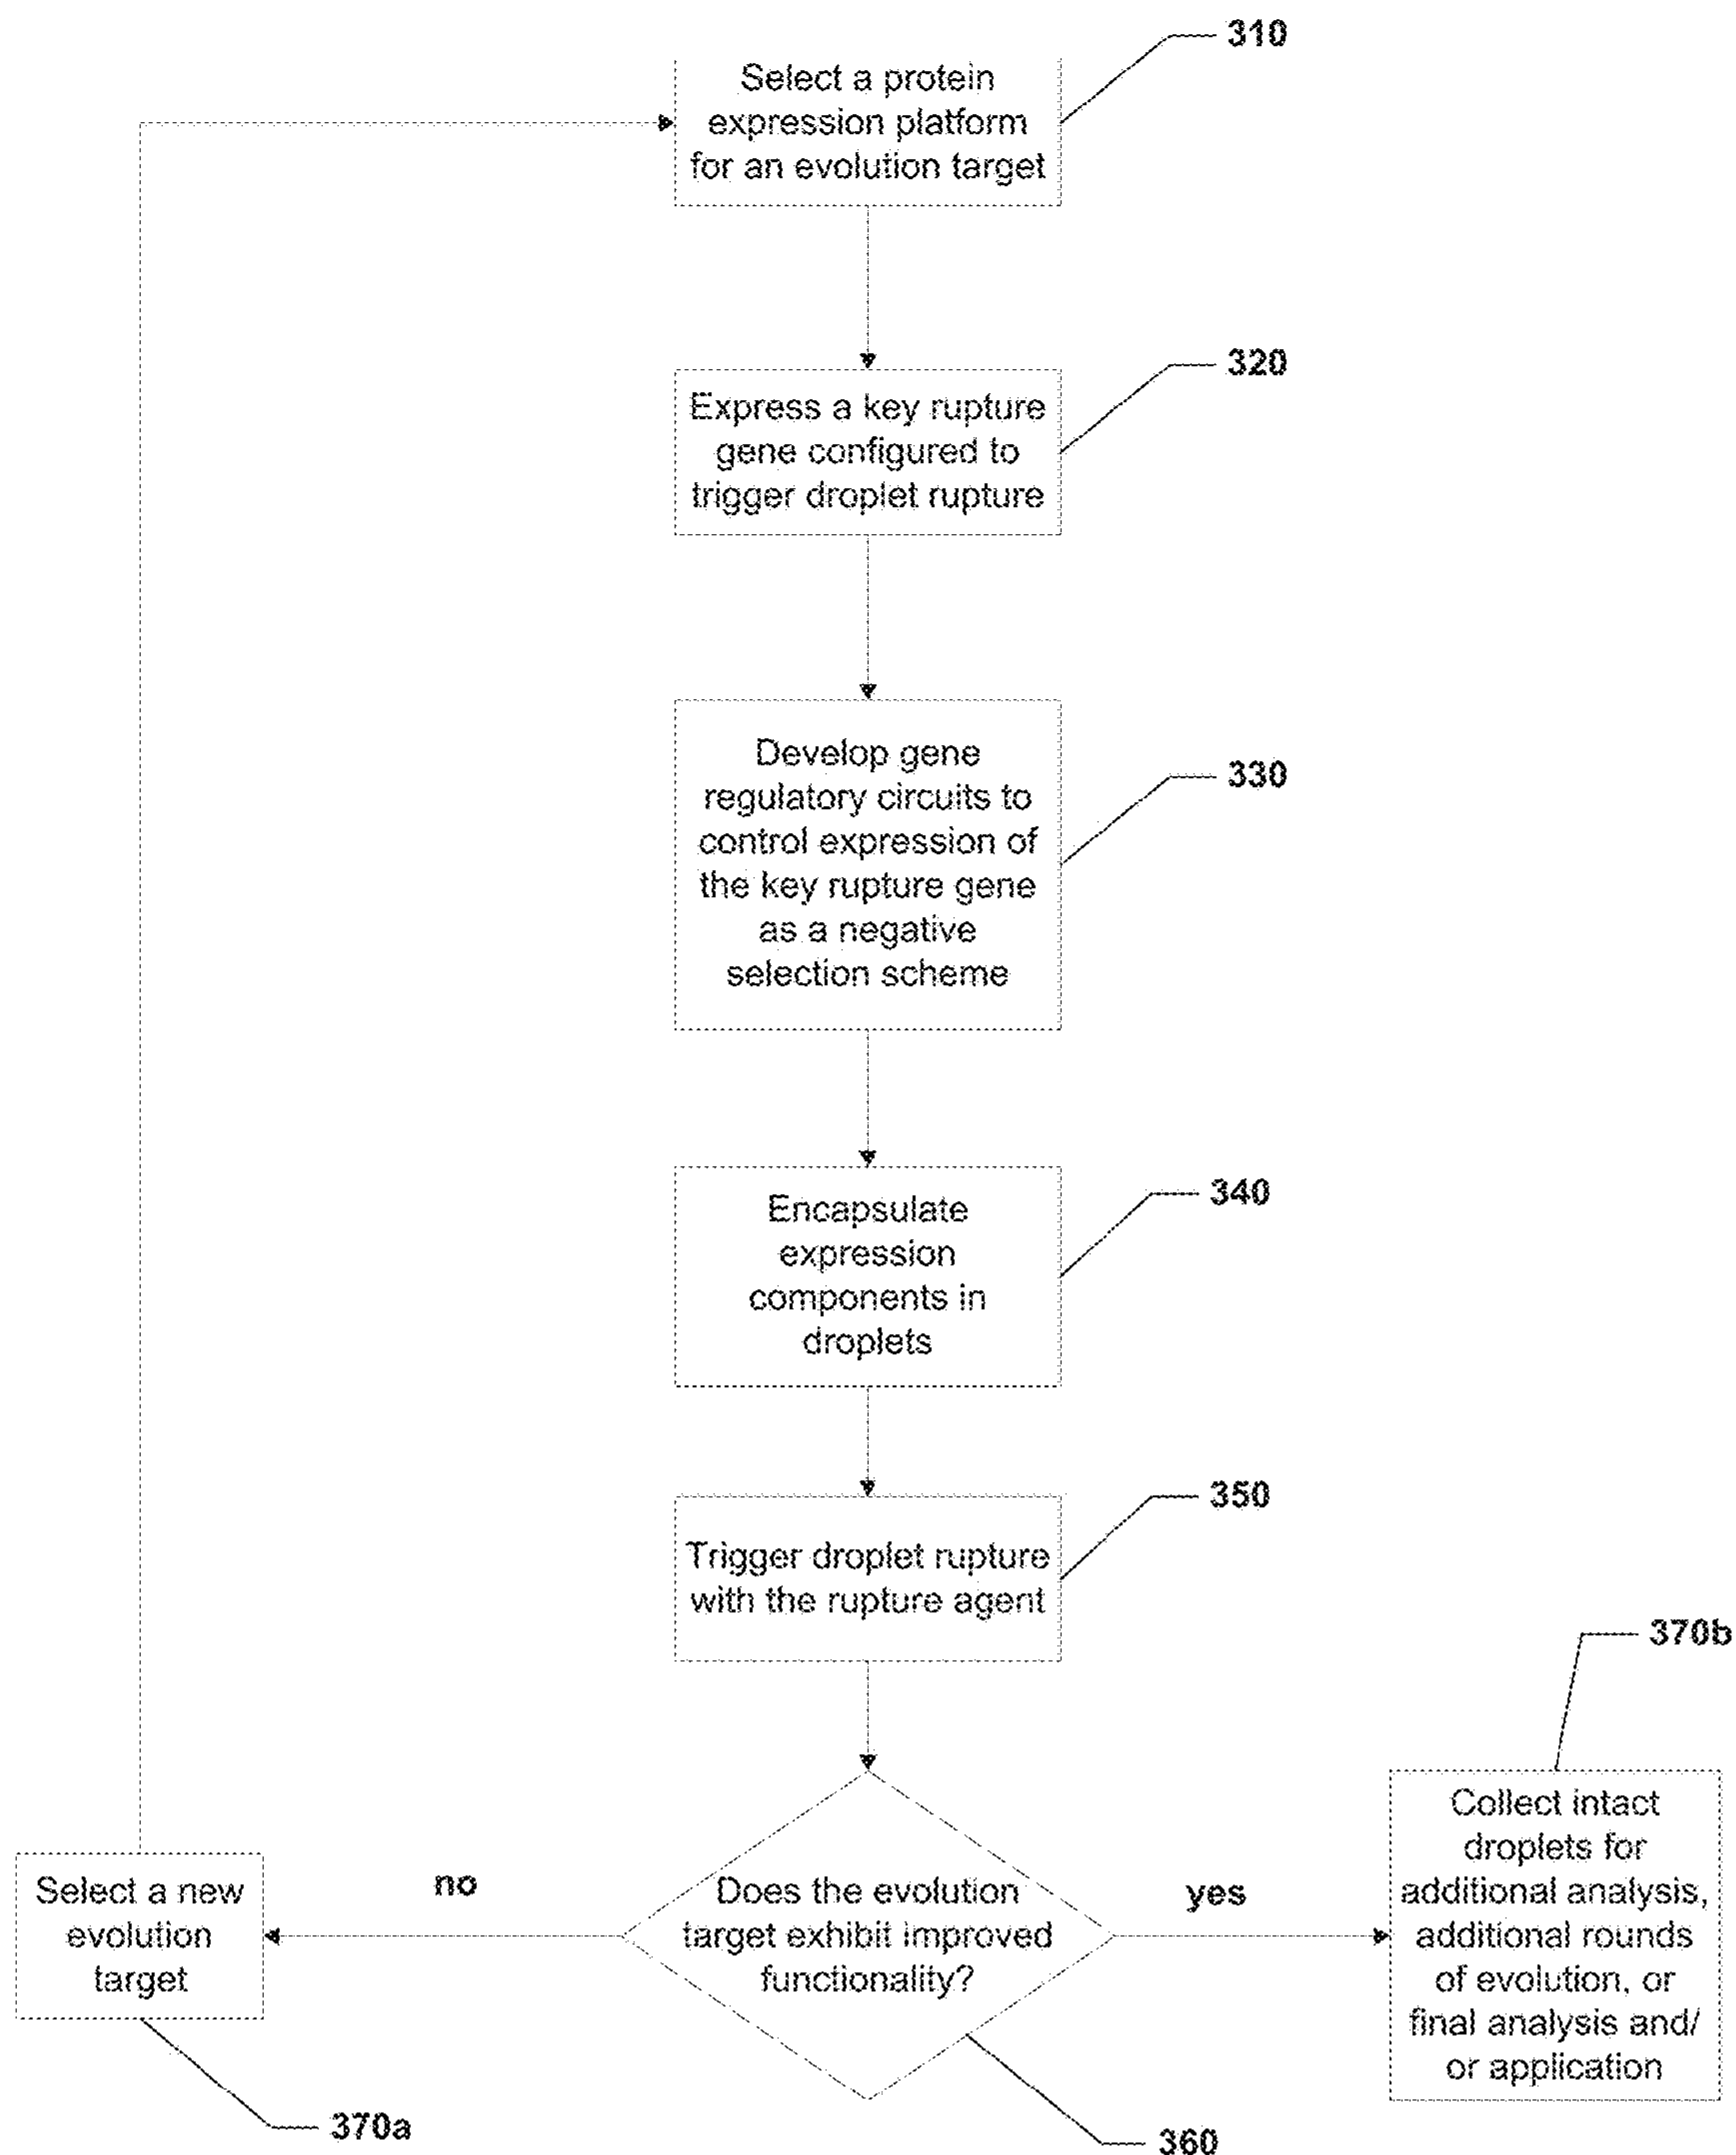 310
Select a protein
expression platform
for an evolution target
320
Express a key rupture
gene configured to
trigger droplet rupture
330
Develop gene
regulatory circuits to
control expression of
the key rupture gene
as a negative
selection scheme
340
Encapsulate
expression
components in
droplets
350
Trigger droplet rupture
with the rupture agent
370b
Collect intact
droplets for
additional analysis,
additional rounds
of evolution, or
final analysis and/
or application
yes
Does the evolution
target exhibit improved
functionality?
no
Select a new
evolution
target
370a
360